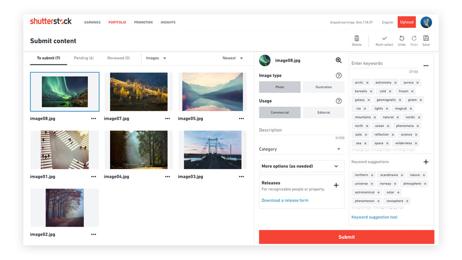 shutterstock
EARNINGS PORTFOLIO PROMOTION INSIGHTS
English Upload
Submit content
Delete Multi-select Undo Redo Save
To submit (7) Pending (4) Reviewed (0) Images Newest
image08.jpg
image07.jpg
image05.jpg
image01.jpg
image04.jpg
image03.jpg
image02.jpg
image08.jpg
Image type
Photo Illustration
Usage
Commercial Editorial
Description
Category
More options (as needed)
Releases
For recognizable people or property.
Download a release form
Enter keywords
arctic × astronomy × aurora ×
borealis × cold × frozen ×
galaxy × geomagnetic × green ×
ice × lights × magical ×
mountains × natural × nordic ×
north × ocean × phenomena ×
pole × reflection × science ×
sea × space × wilderness ×
Keyword suggestions
northern + scandinavia + nature +
universe + norway + atmosphere +
astronomical + solar +
phenomenon + ionosphere +
Keyword suggestion tool
Submit